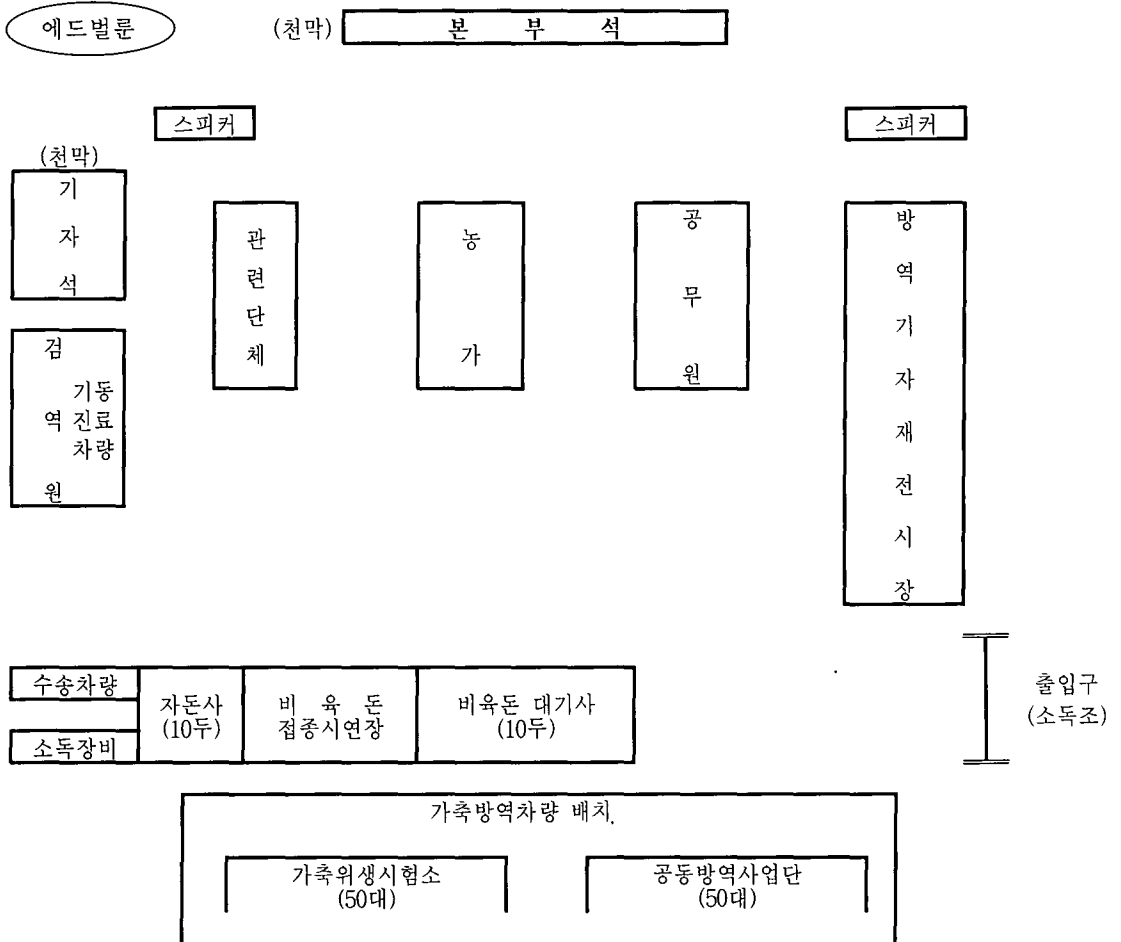 에드벌룬
(천막) 본 부 석
스피커
스피커
(천막)
기
자
석
관
련
단
체
농
가
공
무
원
방
역
기
자
재
전
시
장
검
역
원
기동
진료
차량
수송차량
소독장비
자돈사
(10두)
비 육 돈
접종시연장
비육돈 대기사
(10두)
출입구
(소독조)
가축방역차량 배치
가축위생시험소
(50대)
공동방역사업단
(50대)